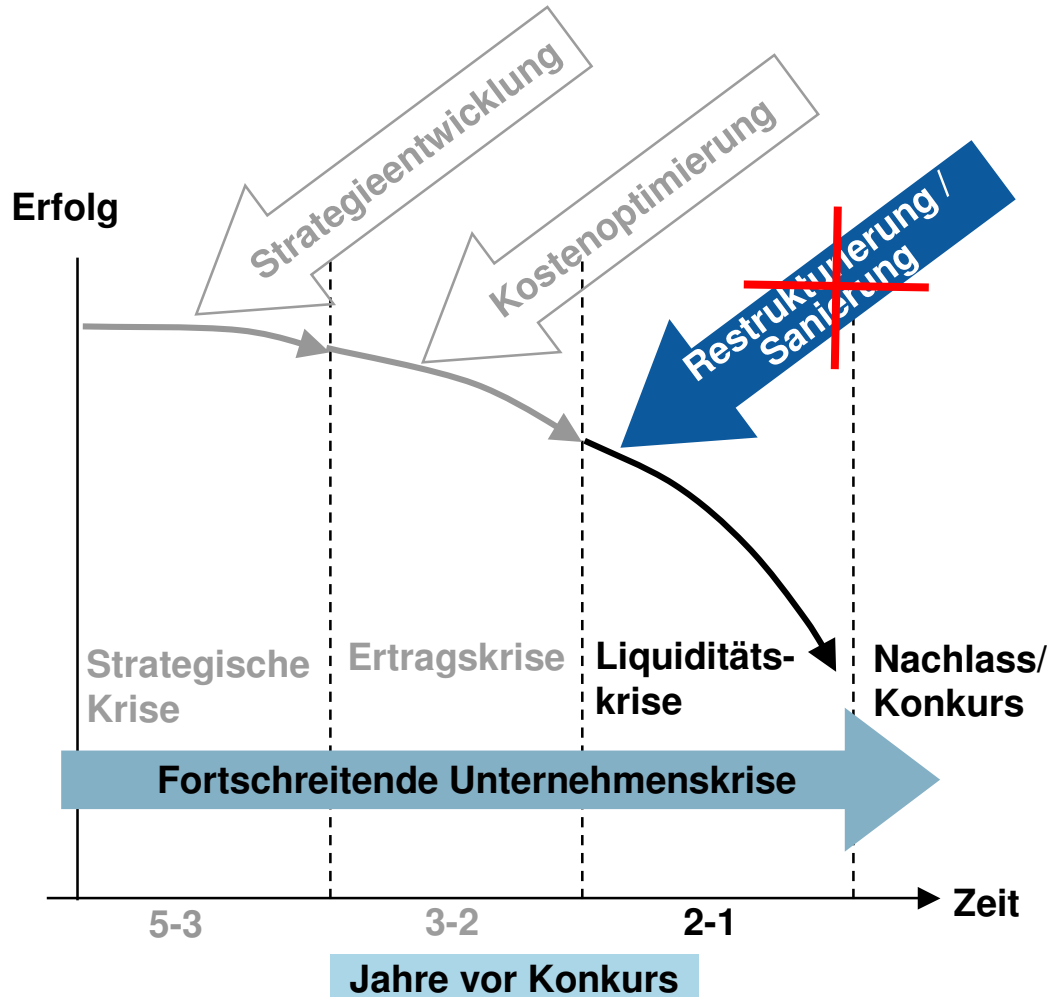 Strategieentwicklung
Kostenoptimierung
Restrukturierung /
Sanierung
Erfolg
Strategische
Krise
Ertragskrise
Liquiditäts-
krise
Nachlass/
Konkurs
Fortschreitende Unternehmenskrise
Zeit
5-3
3-2
2-1
Jahre vor Konkurs